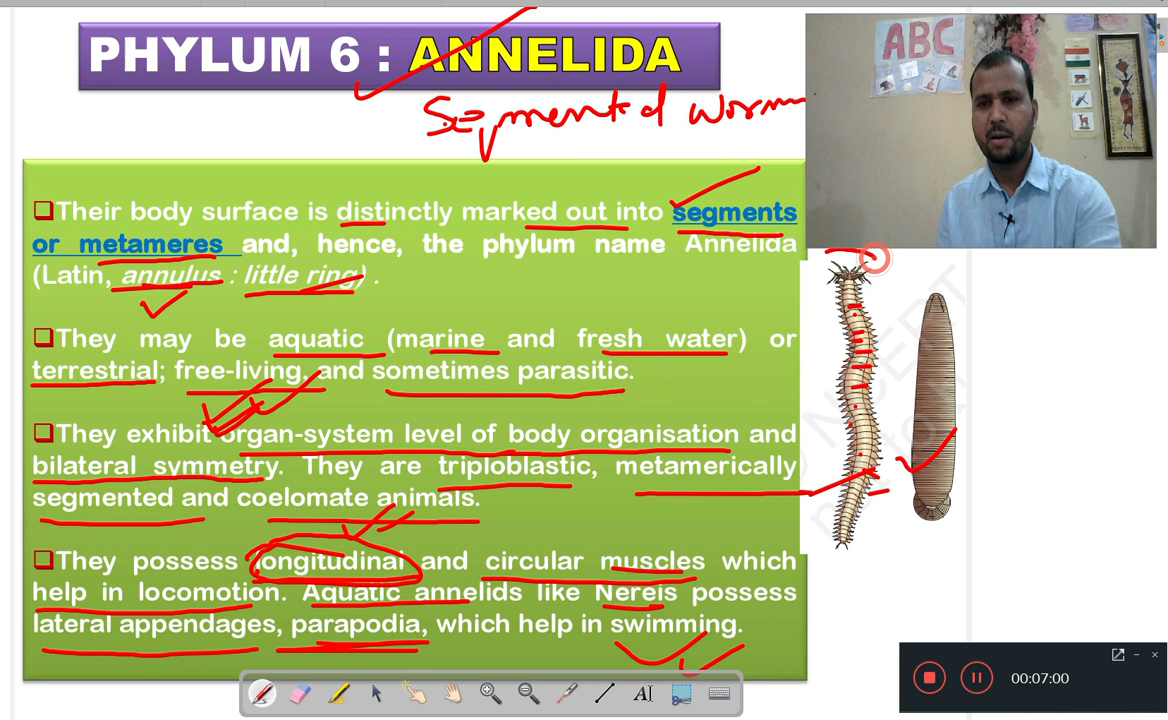 PHYLUM 6 : ANNELIDA
Segmented worm
ABC
❑Their body surface is distinctly marked out into segments
or metameres and, hence, the phylum name Annelida
(Latin, annulus : little ring) .
❑They may be aquatic (marine and fresh water) or
terrestrial; free-living, and sometimes parasitic.
❑They exhibit organ-system level of body organisation and
bilateral symmetry. They are triploblastic, metamerically
segmented and coelomate animals.
❑They possess longitudinal and circular muscles which
help in locomotion. Aquatic annelids like Nereis possess
lateral appendages, parapodia, which help in swimming.
NCERT
AI
00:07:00